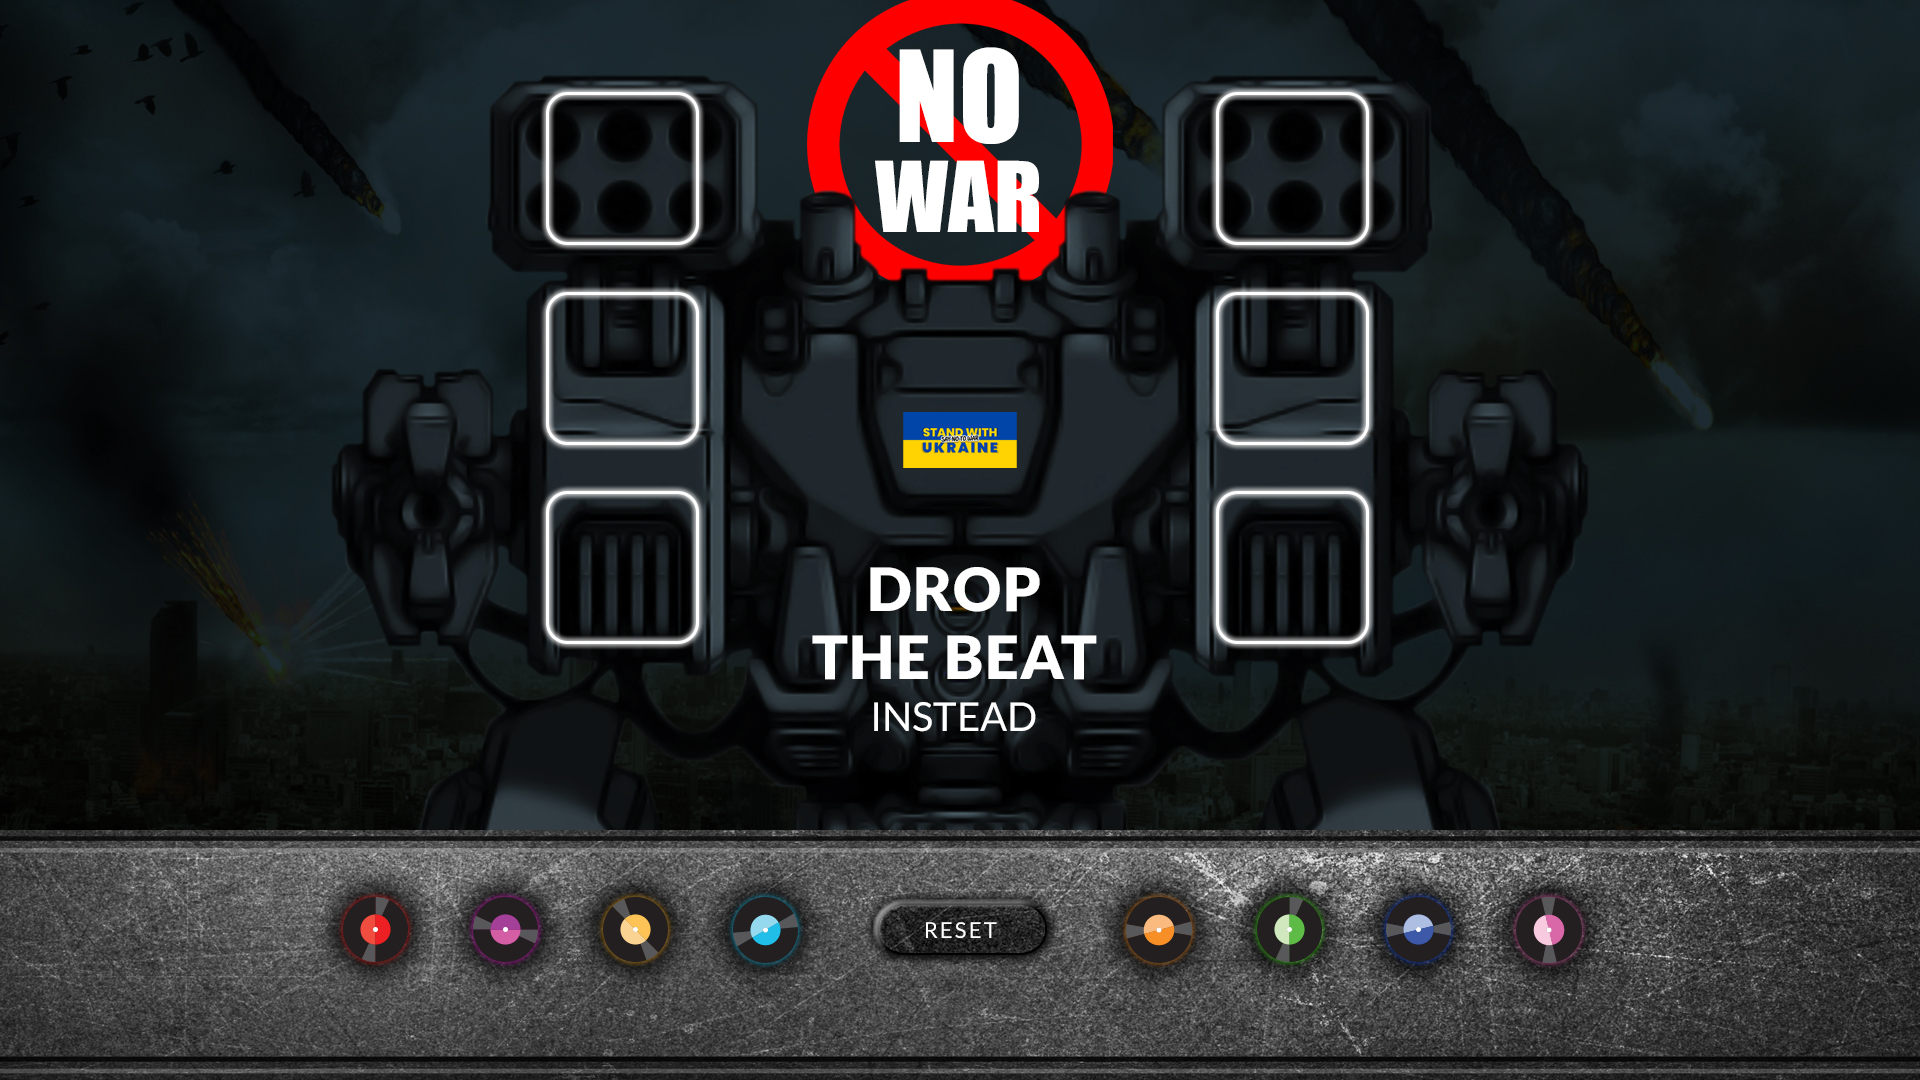 NO
WAR
STAND WITH
UKRAINE
DROP
THE BEAT
INSTEAD
RESET